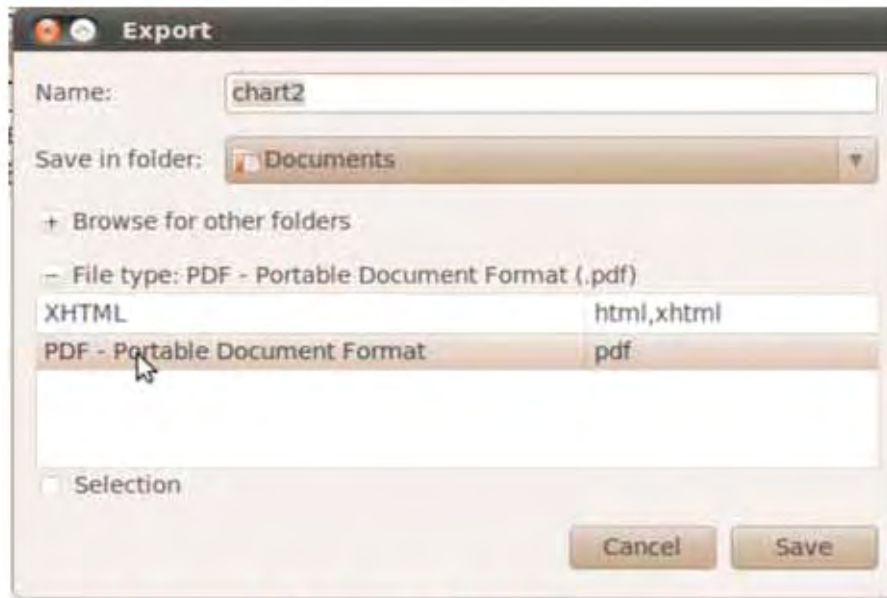 Export
Name: chart2
Save in folder: Documents
+ Browse for other folders
– File type: PDF - Portable Document Format (.pdf)
XHTML html,xhtml
PDF - Portable Document Format pdf
Selection
Cancel Save